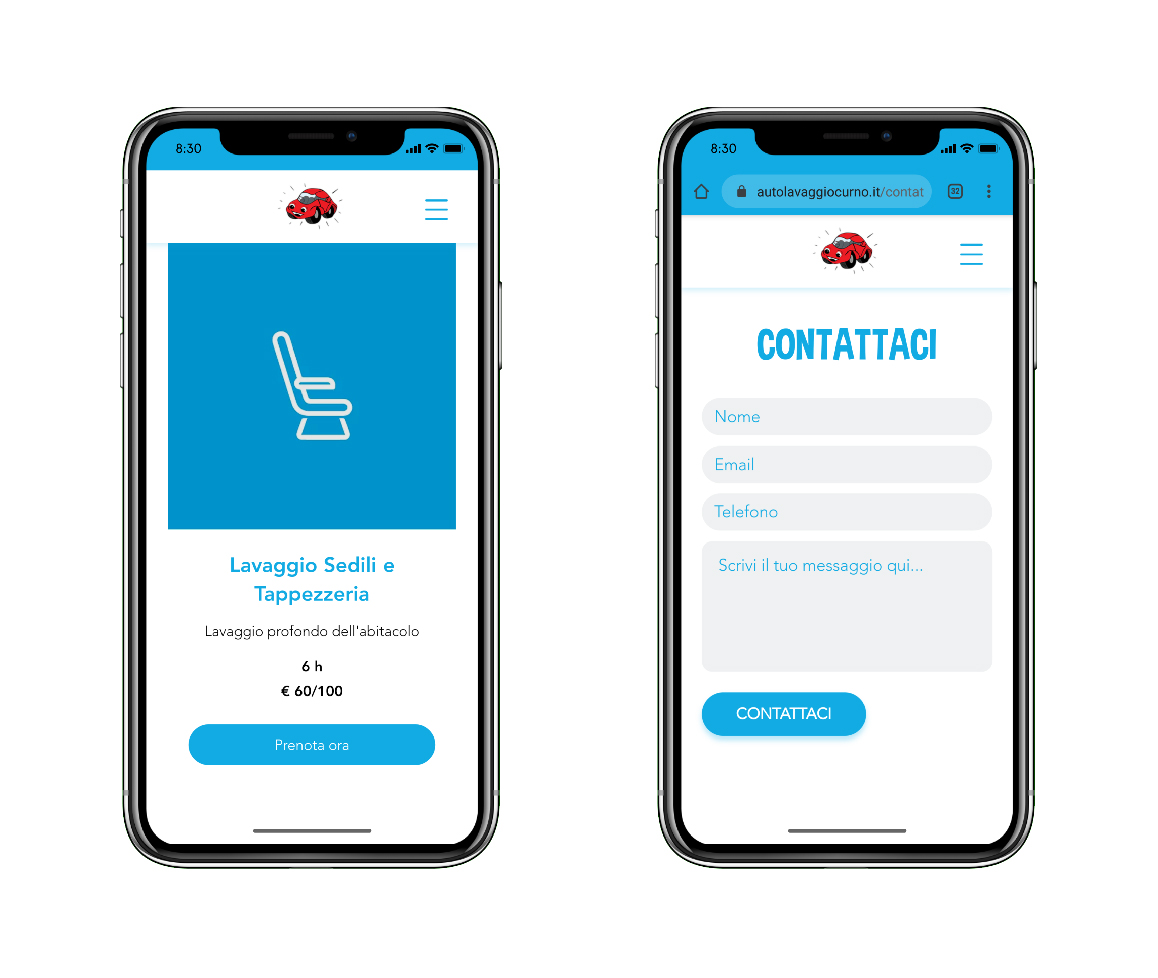 8:30
Lavaggio Sedili e
Tappezzeria
Lavaggio profondo dell'abitacolo
6 h
€ 60/100
Prenota ora
8:30
autolavaggiocurno.it/contat
32
CONTATTACI
Nome
Email
Telefono
Scrivi il tuo messaggio qui...
CONTATTACI